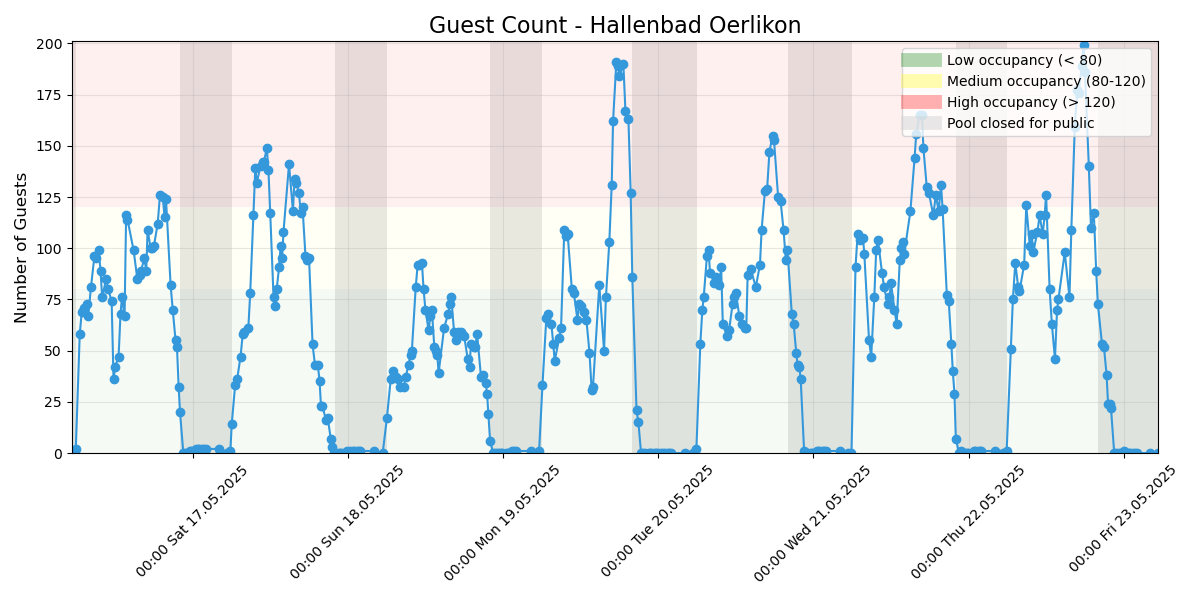 Guest Count - Hallenbad Oerlikon
Number of Guests
200
175
150
125
100
75
50
25
0
Low occupancy (< 80)
Medium occupancy (80-120)
High occupancy (> 120)
Pool closed for public
00:00 Sat 17.05.2025
00:00 Sun 18.05.2025
00:00 Mon 19.05.2025
00:00 Tue 20.05.2025
00:00 Wed 21.05.2025
00:00 Thu 22.05.2025
00:00 Fri 23.05.2025